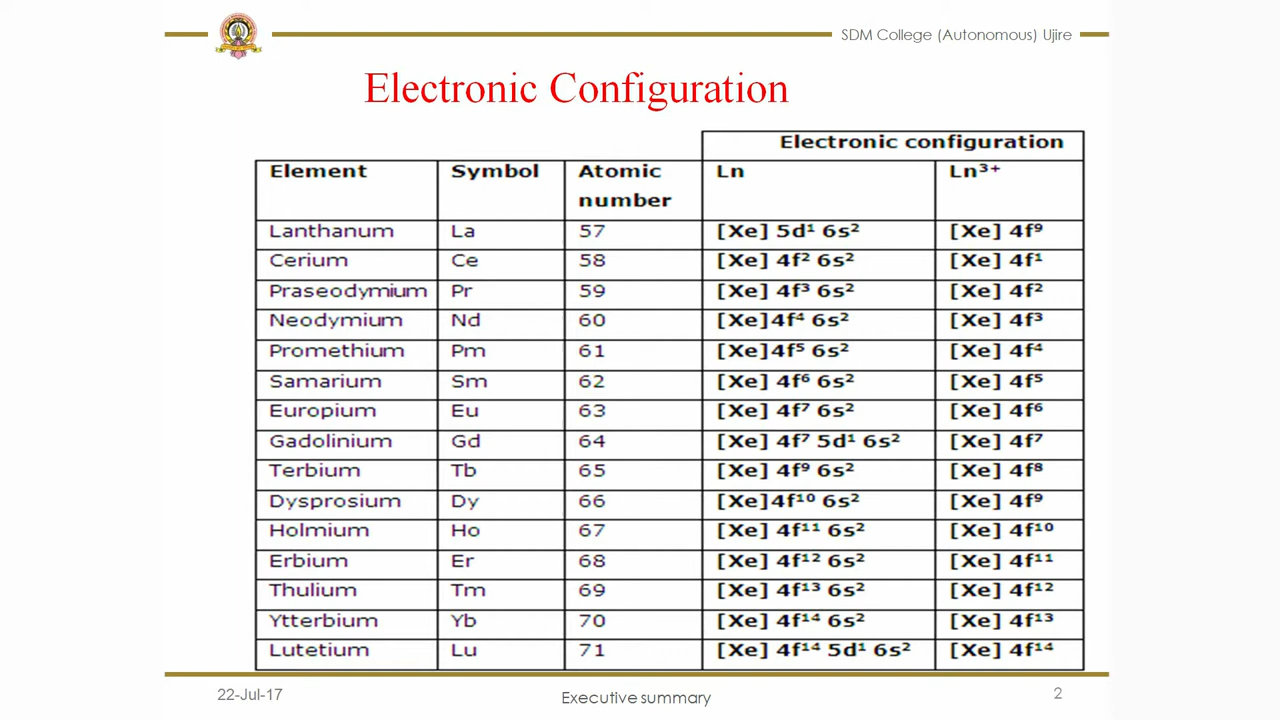 SDM College (Autonomous) Ujire
Electronic Configuration
Electronic configuration
Element Symbol Atomic number Ln Ln³⁺
Lanthanum La 57 [Xe] 5d¹ 6s² [Xe] 4f⁹
Cerium Ce 58 [Xe] 4f² 6s² [Xe] 4f¹
Praseodymium Pr 59 [Xe] 4f³ 6s² [Xe] 4f²
Neodymium Nd 60 [Xe]4f⁴ 6s² [Xe] 4f³
Promethium Pm 61 [Xe]4f⁵ 6s² [Xe] 4f⁴
Samarium Sm 62 [Xe] 4f⁶ 6s² [Xe] 4f⁵
Europium Eu 63 [Xe] 4f⁷ 6s² [Xe] 4f⁶
Gadolinium Gd 64 [Xe] 4f⁷ 5d¹ 6s² [Xe] 4f⁷
Terbium Tb 65 [Xe] 4f⁹ 6s² [Xe] 4f⁸
Dysprosium Dy 66 [Xe]4f¹⁰ 6s² [Xe] 4f⁹
Holmium Ho 67 [Xe] 4f¹¹ 6s² [Xe] 4f¹⁰
Erbium Er 68 [Xe] 4f¹² 6s² [Xe] 4f¹¹
Thulium Tm 69 [Xe] 4f¹³ 6s² [Xe] 4f¹²
Ytterbium Yb 70 [Xe] 4f¹⁴ 6s² [Xe] 4f¹³
Lutetium Lu 71 [Xe] 4f¹⁴ 5d¹ 6s² [Xe] 4f¹⁴
22-Jul-17 Executive summary 2